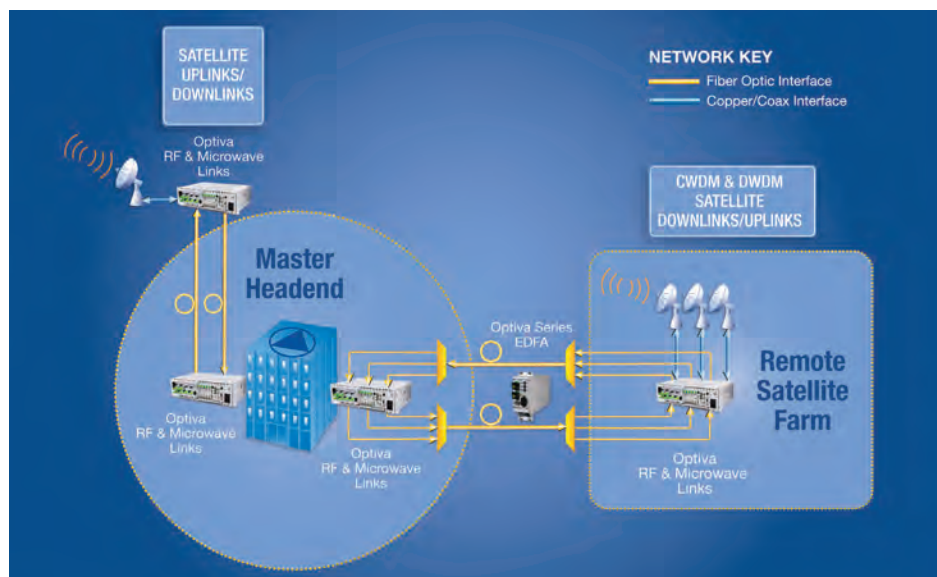 SATELLITE
UPLINKS/
DOWNLINKS
NETWORK KEY
Fiber Optic Interface
Copper/Coax Interface
Optiva
RF & Microwave
Links
CWDM & DWDM
SATELLITE
DOWNLINKS/UPLINKS
Master
Headend
Optiva Series
EDFA
Remote
Satellite
Farm
Optiva
RF & Microwave
Links
Optiva
RF & Microwave
Links
Optiva
RF & Microwave
Links